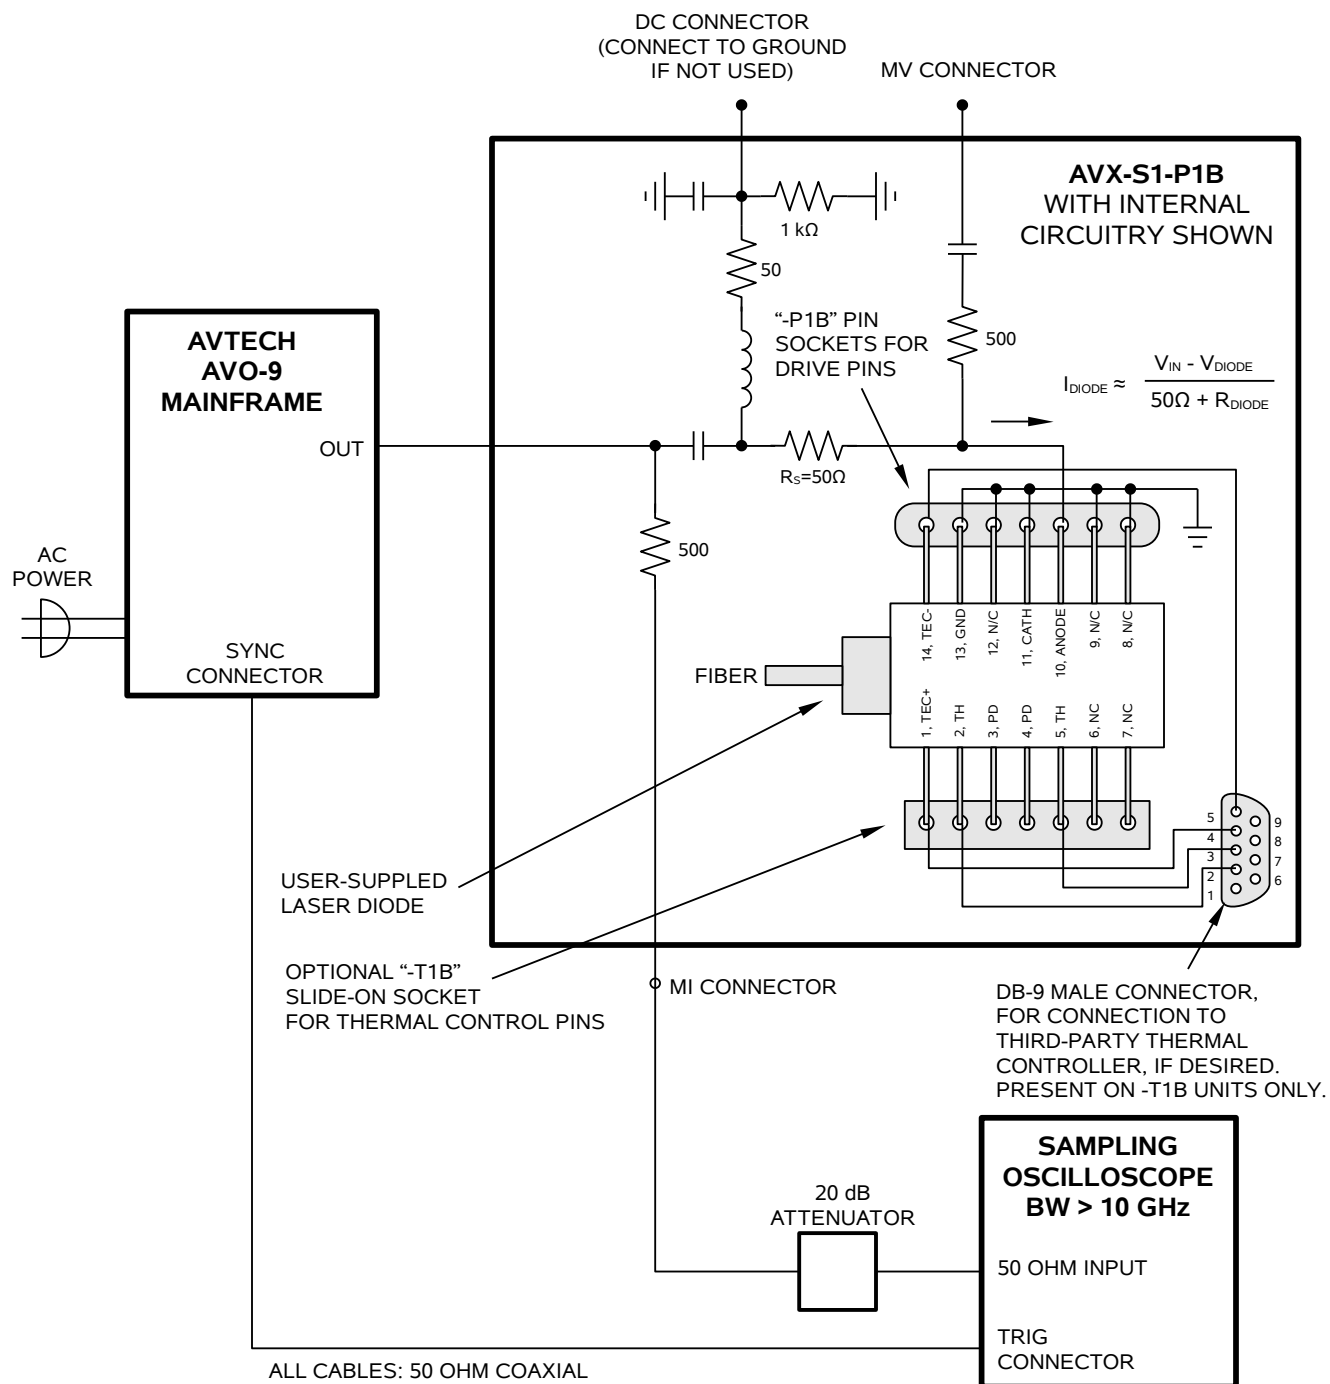 DC CONNECTOR
(CONNECT TO GROUND
IF NOT USED)
MV CONNECTOR
AVX-S1-P1B
WITH INTERNAL
CIRCUITRY SHOWN
1 kΩ
50
500
"-P1B" PIN
SOCKETS FOR
DRIVE PINS
I DIODE ≈ V IN - V DIODE
50Ω + R DIODE
AVTECH
AVO-9
MAINFRAME
OUT
RS=50Ω
500
AC
POWER
SYNC
CONNECTOR
14, TEC-
13, GND
12, N/C
11, CATH
10, ANODE
9, N/C
8, N/C
FIBER
1, TEC+
2, TH
3, PD
4, PD
5, TH
6, NC
7, NC
5
4
3
2
1
9
8
7
6
USER-SUPPLED
LASER DIODE
OPTIONAL "-T1B"
SLIDE-ON SOCKET
FOR THERMAL CONTROL PINS
MI CONNECTOR
DB-9 MALE CONNECTOR,
FOR CONNECTION TO
THIRD-PARTY THERMAL
CONTROLLER, IF DESIRED.
PRESENT ON -T1B UNITS ONLY.
SAMPLING
OSCILLOSCOPE
BW > 10 GHz
20 dB
ATTENUATOR
50 OHM INPUT
TRIG
CONNECTOR
ALL CABLES: 50 OHM COAXIAL